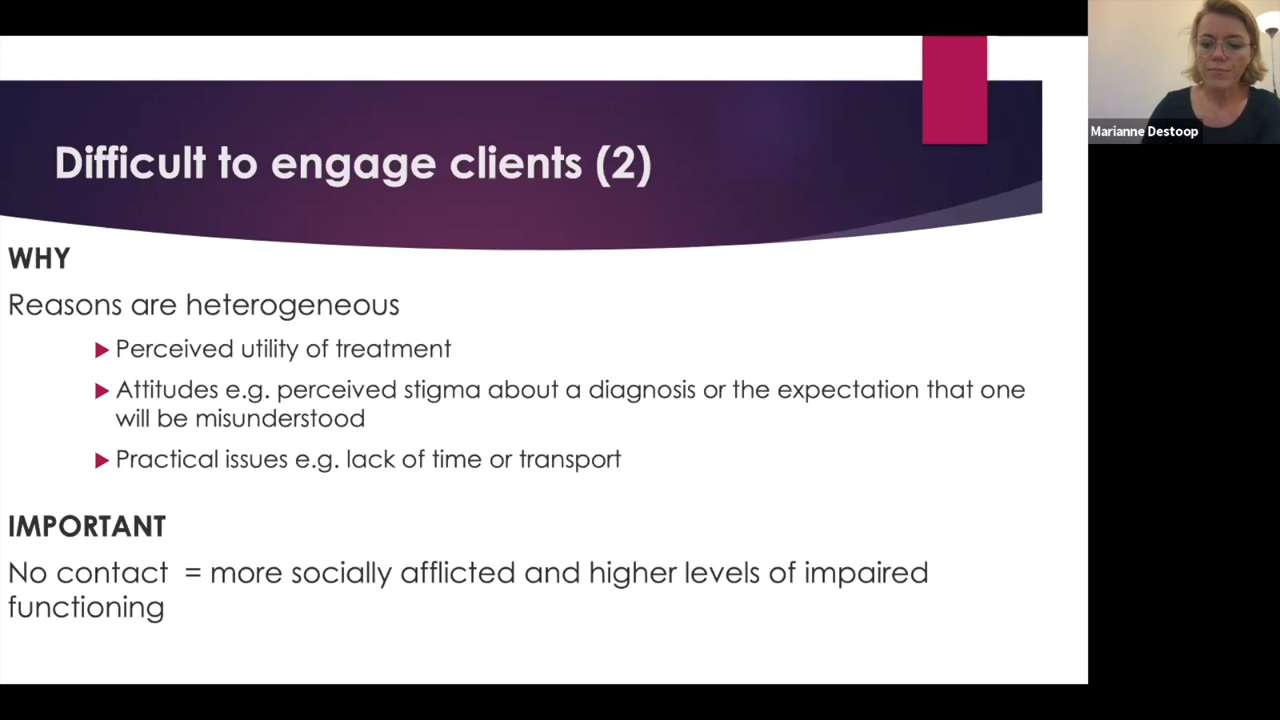 Difficult to engage clients (2)
WHY
Reasons are heterogeneous
Perceived utility of treatment
Attitudes e.g. perceived stigma about a diagnosis or the expectation that one
will be misunderstood
Practical issues e.g. lack of time or transport
IMPORTANT
No contact = more socially afflicted and higher levels of impaired
functioning
Marianne Destoop